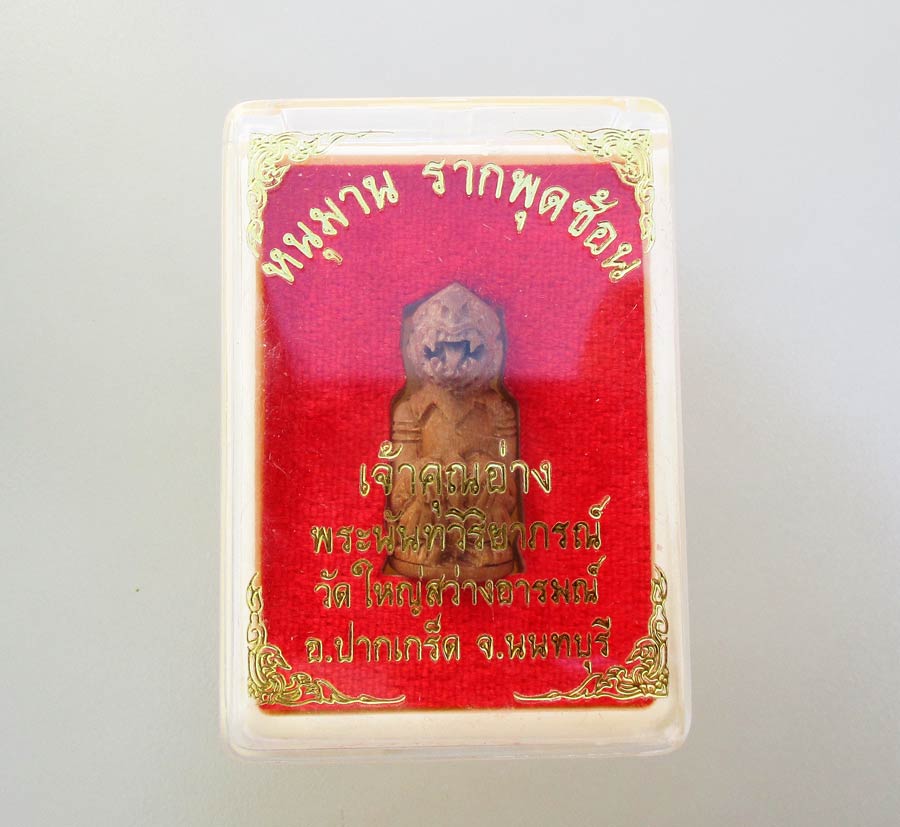 หนุมาน รากพุดซ้อน
เจ้าคุณอ่าง
พระนันทวิริยาภรณ์
วัดใหญ่สว่างอารมณ์
อ.ปากเกร็ด จ.นนทบุรี